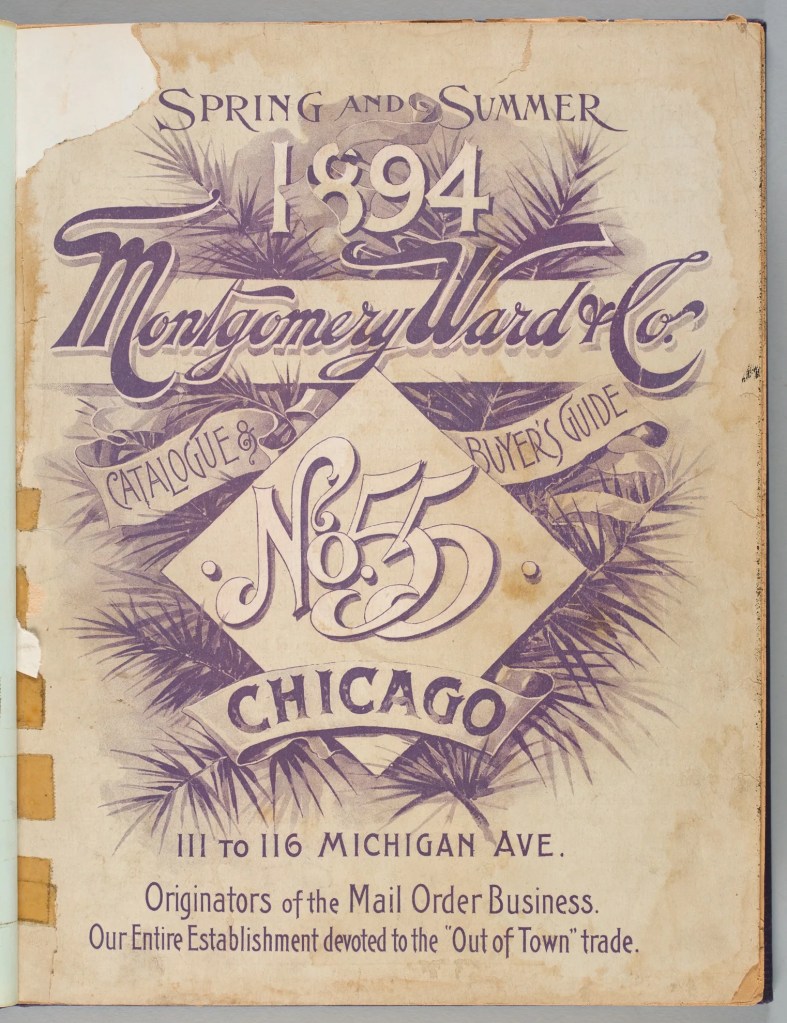 SPRING AND SUMMER
1894
Montgomery Ward & Co.
CATALOGUE & BUYER'S GUIDE
No. 55
CHICAGO
111 TO 116 MICHIGAN AVE.
Originators of the Mail Order Business.
Our Entire Establishment devoted to the "Out of Town" trade.